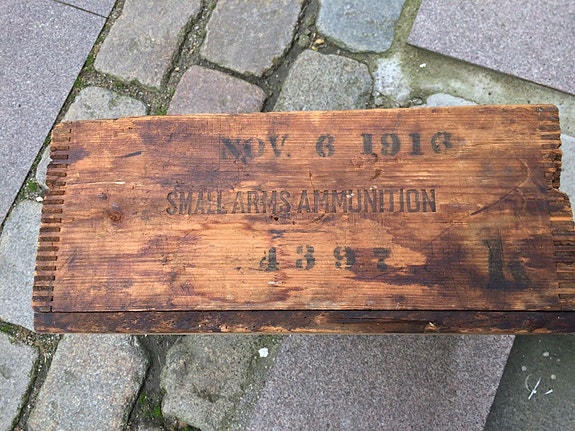 NOV. 6 1916
SMALL ARMS AMMUNITION
4397
R